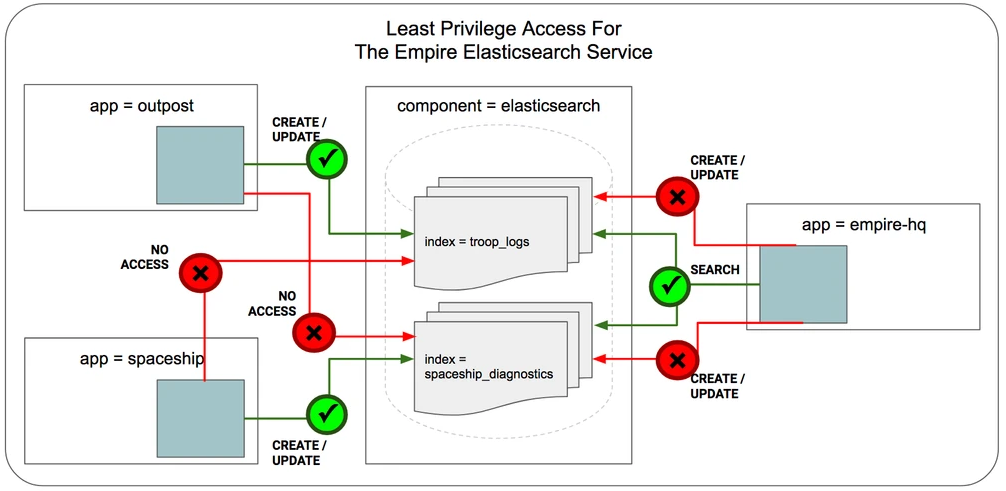 Least Privilege Access For
The Empire Elasticsearch Service
app = outpost
CREATE /
UPDATE
component = elasticsearch
CREATE /
UPDATE
app = empire-hq
index = troop_logs
NO
ACCESS
SEARCH
NO
ACCESS
app = spaceship
index =
spaceship_diagnostics
CREATE /
UPDATE
CREATE /
UPDATE